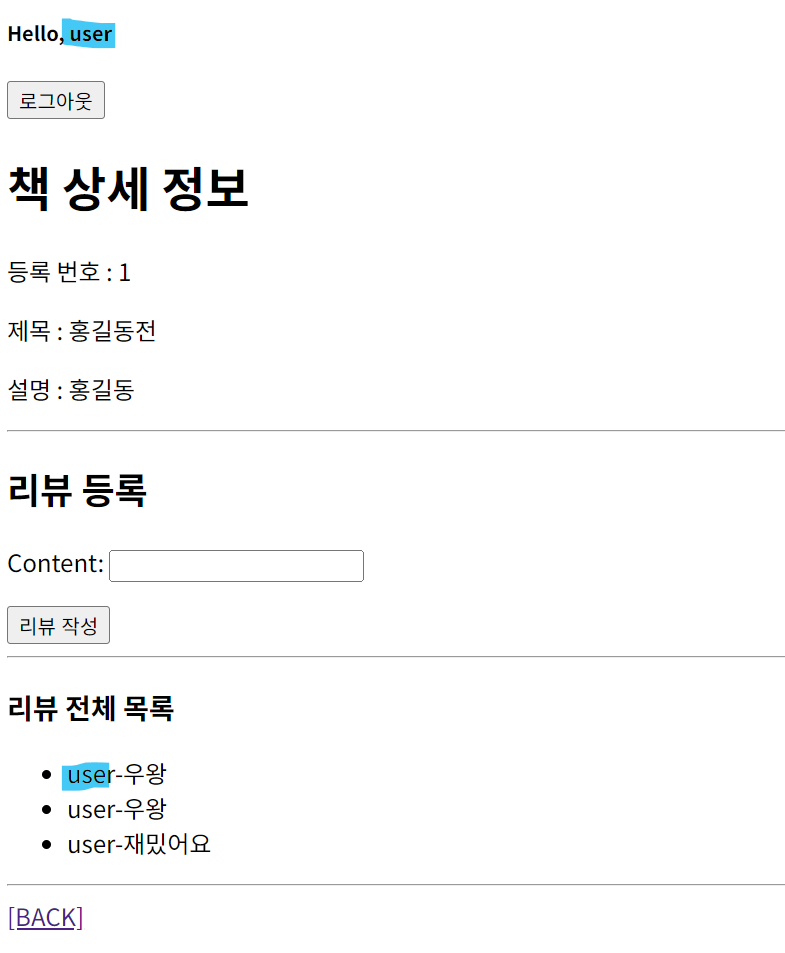 Hello, user
로그아웃
책 상세 정보
등록 번호 : 1
제목 : 홍길동전
설명 : 홍길동
리뷰 등록
Content:
리뷰 작성
리뷰 전체 목록
user-우왕
user-우왕
user-재밌어요
[BACK]